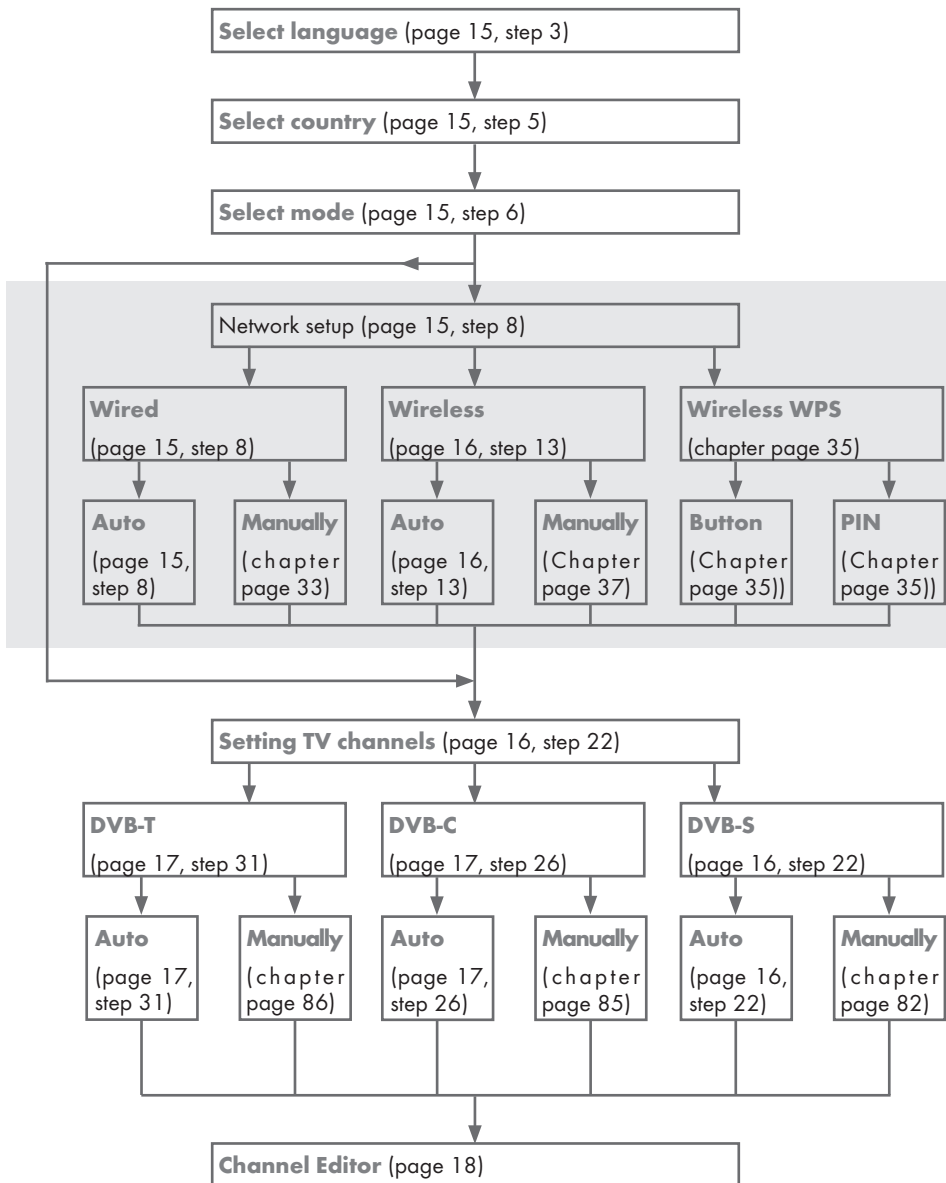 Select language (page 15, step 3)
Select country (page 15, step 5)
Select mode (page 15, step 6)
Network setup (page 15, step 8)
Wired
(page 15, step 8)
Wireless
(page 16, step 13)
Wireless WPS
(chapter page 35)
Auto
(page 15,
step 8)
Manually
(chapter
page 33)
Auto
(page 16,
step 13)
Manually
(Chapter
page 37)
Button
(Chapter
page 35))
PIN
(Chapter
page 35))
Setting TV channels (page 16, step 22)
DVB-T
(page 17, step 31)
DVB-C
(page 17, step 26)
DVB-S
(page 16, step 22)
Auto
(page 17,
step 31)
Manually
(chapter
page 86)
Auto
(page 17,
step 26)
Manually
(chapter
page 85)
Auto
(page 16,
step 22)
Manually
(chapter
page 82)
Channel Editor (page 18)